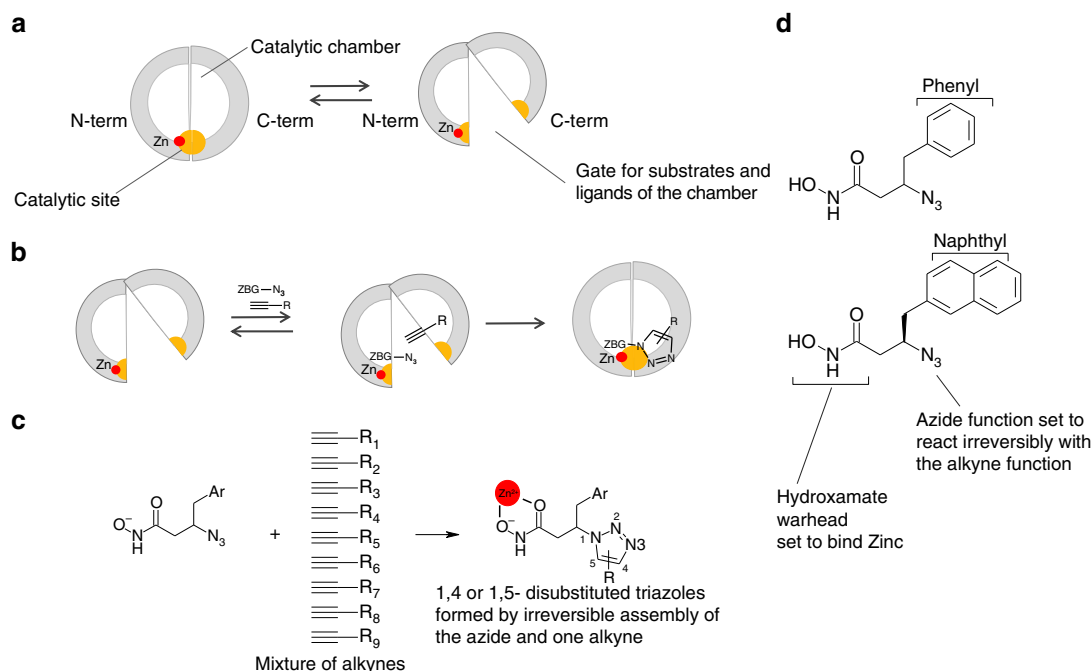 a
Catalytic chamber
N-term
Zn
C-term
Catalytic site
N-term
Zn
C-term
Gate for substrates and
ligands of the chamber
b
Zn
ZBG—N3
R
R
ZBG—N3
Zn
R
ZBG
N
N
N
Zn
c
O
Ar
O−
N
H
N3
+
R1
R2
R3
R4
R5
R6
R7
R8
R9
Mixture of alkynes
Zn2+
O
Ar
O−
NH
1
N
2
N
N3
5
4
R
1,4 or 1,5- disubstituted triazoles
formed by irreversible assembly of
the azide and one alkyne
d
Phenyl
O
HO
N
H
N3
Naphthyl
O
HO
N
H
N3
Azide function set to
react irreversibly with
the alkyne function
Hydroxamate
warhead
set to bind Zinc